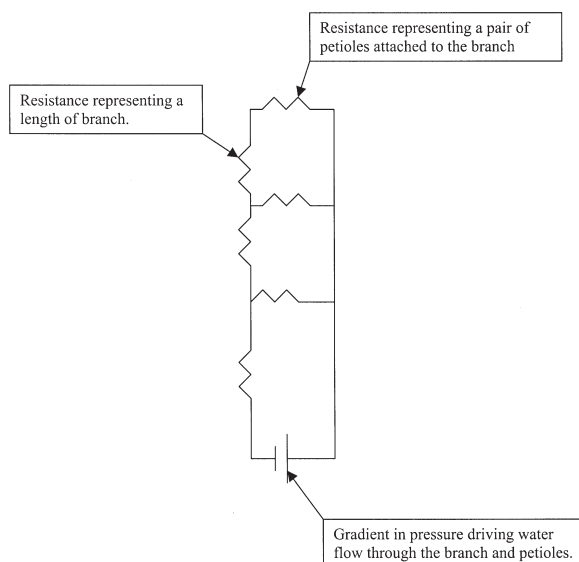 Resistance representing a pair of
petioles attached to the branch
Resistance representing a
length of branch.
Gradient in pressure driving water
flow through the branch and petioles.